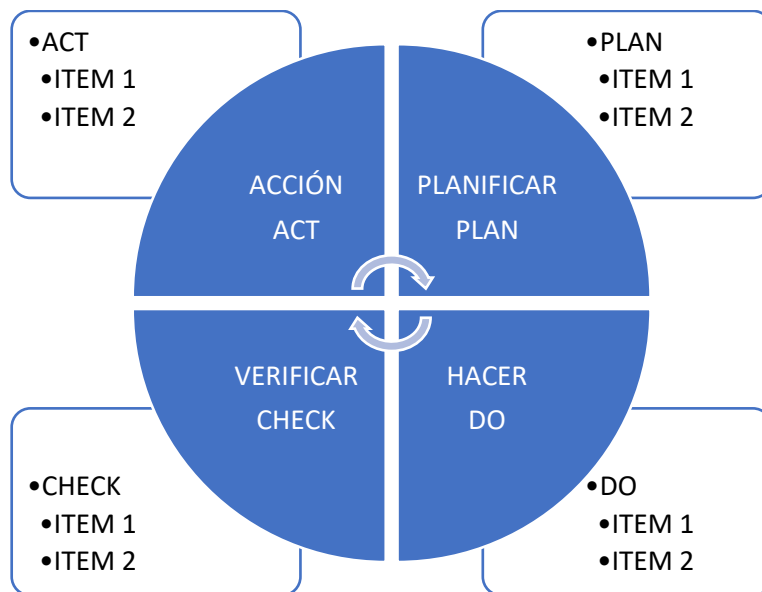 •ACT
•ITEM 1
•ITEM 2
•PLAN
•ITEM 1
•ITEM 2
ACCIÓN
ACT
PLANIFICAR
PLAN
VERIFICAR
CHECK
HACER
DO
•CHECK
•ITEM 1
•ITEM 2
•DO
•ITEM 1
•ITEM 2